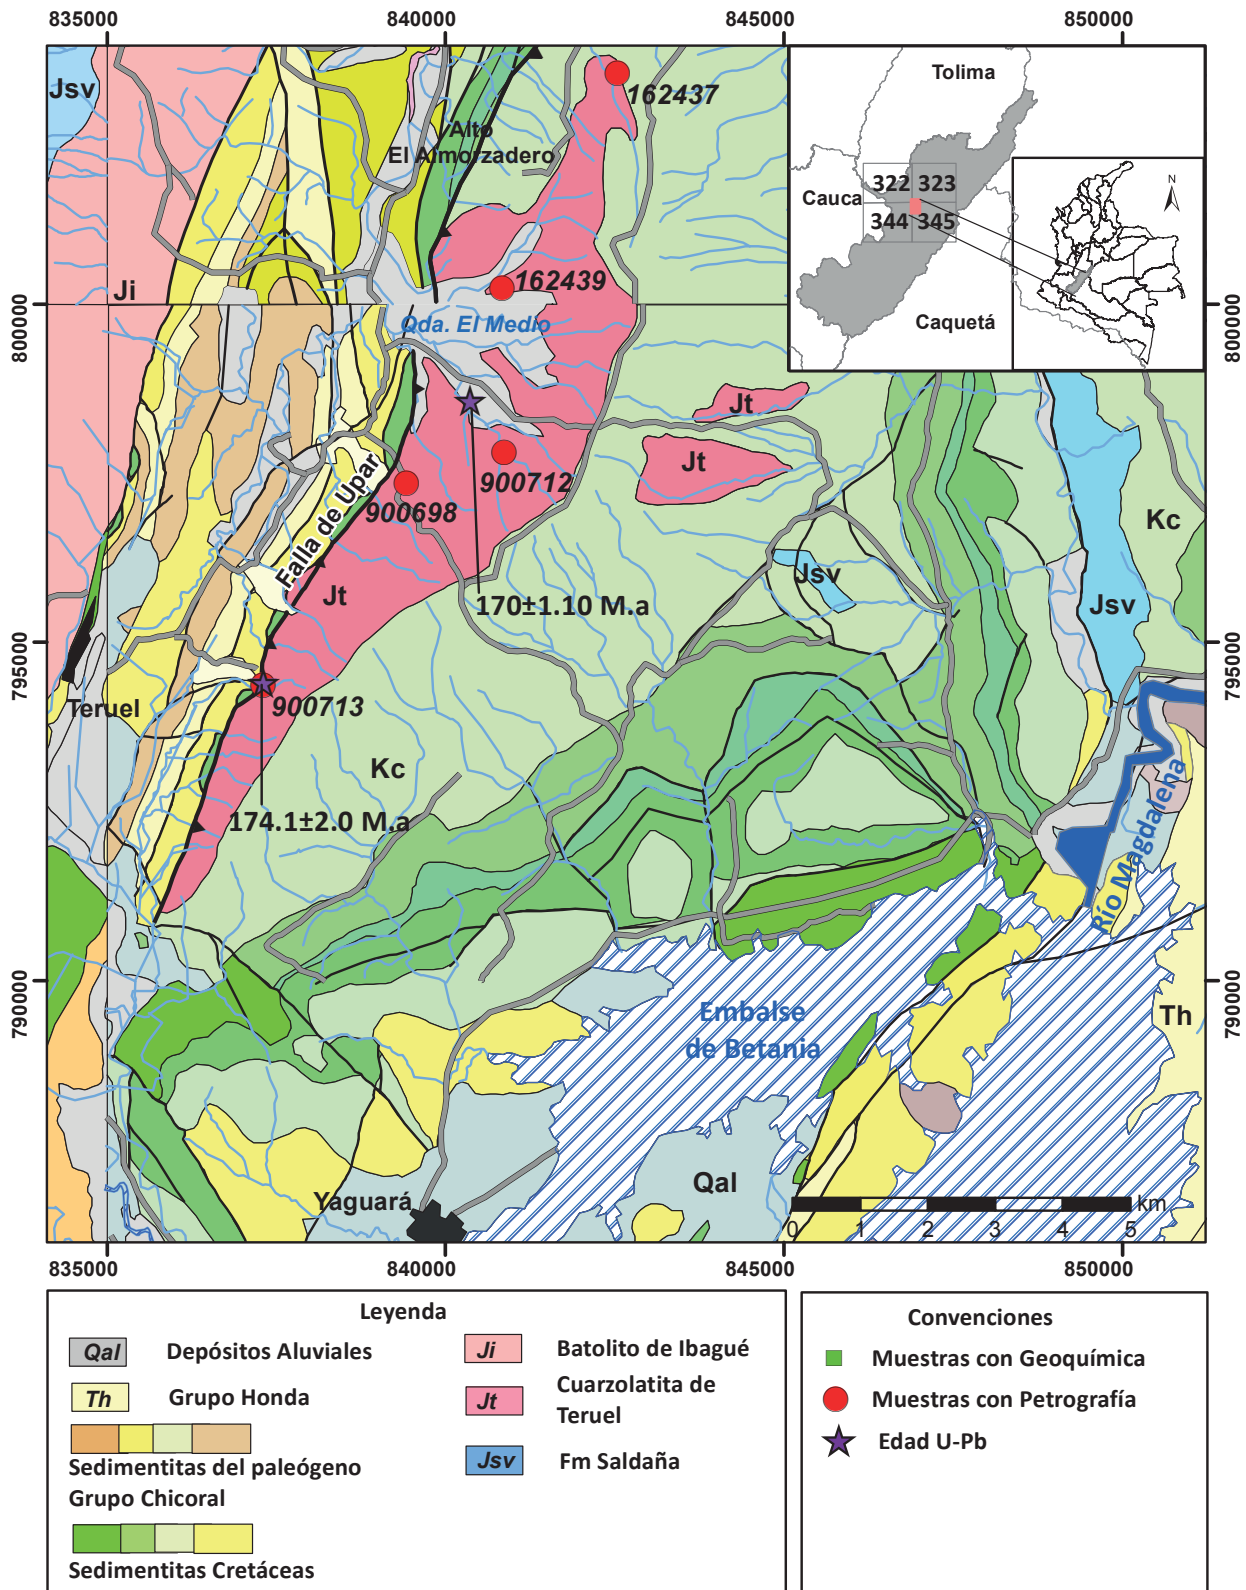 835000
840000
845000
850000
Jsv
162437
Alto
El Almorzadero
Tolima
322 323
Cauca
344 345
N
Caquetá
Ji
162439
800000
800000
Qda. El Medio
Jt
Jt
900712
900698
Falla de Upar
Kc
Jsv
Jt
Jsv
170±1.10 M.a
795000
795000
Teruel
900713
Kc
174.1±2.0 M.a
Río Magdalena
790000
790000
Embalse
de Betania
Th
Yaguará
Qal
km
0 1 2 3 4 5
835000
840000
845000
850000
Leyenda
Qal Depósitos Aluviales
Th Grupo Honda
Sedimentitas del paleógeno
Grupo Chicoral
Sedimentitas Cretáceas
Ji Batolito de Ibagué
Jt Cuarzolatita de
Teruel
Jsv Fm Saldaña
Convenciones
Muestras con Geoquímica
Muestras con Petrografía
Edad U-Pb